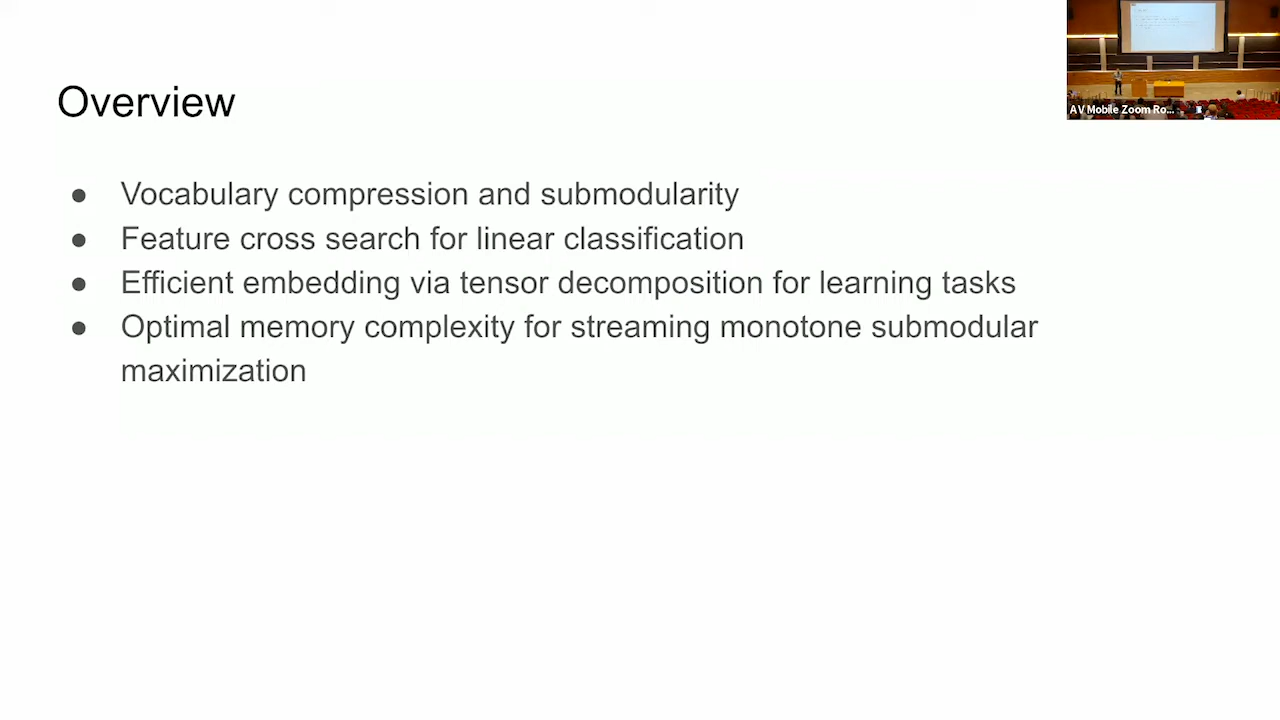 AV Mobile Zoom Ro...
Overview
● Vocabulary compression and submodularity
● Feature cross search for linear classification
● Efficient embedding via tensor decomposition for learning tasks
● Optimal memory complexity for streaming monotone submodular
maximization